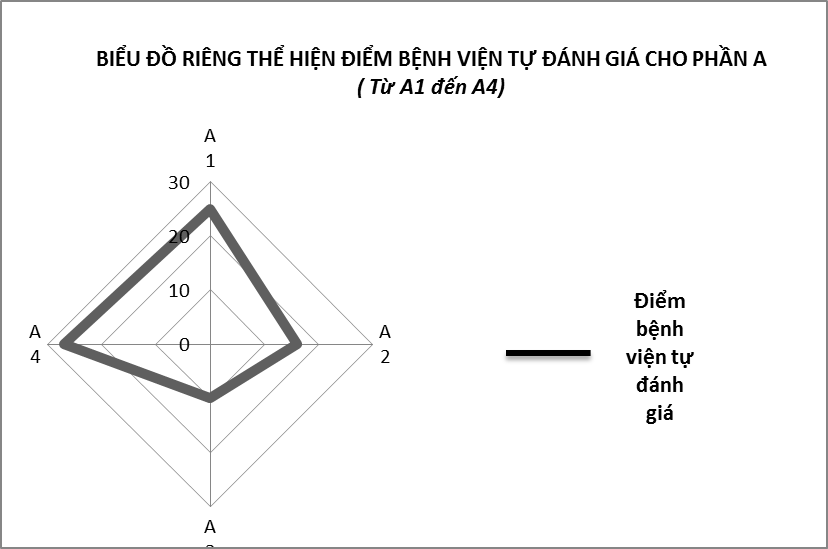 BIỂU ĐỒ RIÊNG THỂ HIỆN ĐIỂM BỆNH VIỆN TỰ ĐÁNH GIÁ CHO PHẦN A
( Từ A1 đến A4)
A
1
30
20
10
0
A
4
A
2
A
Điểm
bệnh
viện tự
đánh
giá